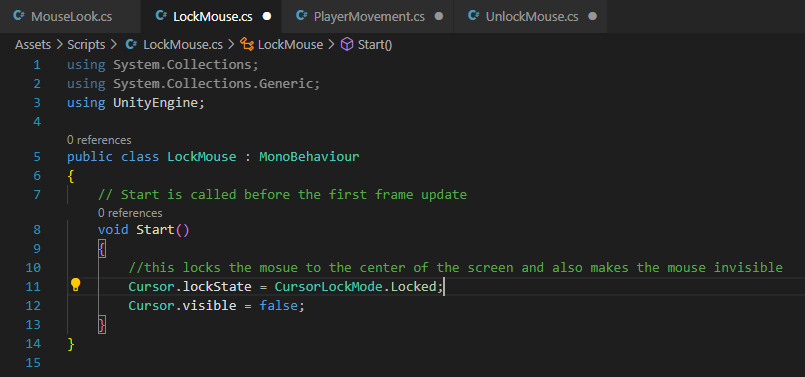 MouseLook.cs LockMouse.cs PlayerMovement.cs UnlockMouse.cs
Assets > Scripts > LockMouse.cs > LockMouse > Start()
1 using System.Collections;
2 using System.Collections.Generic;
3 using UnityEngine;
4
0 references
5 public class LockMouse : MonoBehaviour
6 {
7 // Start is called before the first frame update
0 references
8 void Start()
9 {
10 //this locks the mosue to the center of the screen and also makes the mouse invisible
11 Cursor.lockState = CursorLockMode.Locked;
12 Cursor.visible = false;
13 }
14 }
15